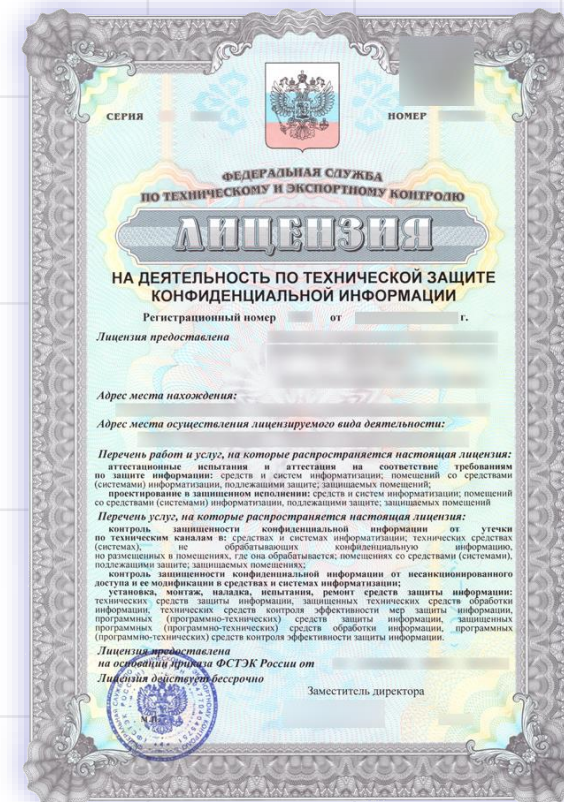 СЕРИЯ
НОМЕР
ФЕДЕРАЛЬНАЯ СЛУЖБА
ПО ТЕХНИЧЕСКОМУ И ЭКСПОРТНОМУ КОНТРОЛЮ
ЛИЦЕНЗИЯ
НА ДЕЯТЕЛЬНОСТЬ ПО ТЕХНИЧЕСКОЙ ЗАЩИТЕ
КОНФИДЕНЦИАЛЬНОЙ ИНФОРМАЦИИ
Регистрационный номер от г.
Лицензия предоставлена
Адрес места нахождения:
Адрес места осуществления лицензируемого вида деятельности:
Перечень работ и услуг, на которые распространяется настоящая лицензия:
аттестационные испытания и аттестация на соответствие требованиям
по защите информации: средств и систем информатизации; помещений со средствами
(системами) информатизации, подлежащими защите; защищаемых помещений;
проектирование в защищенном исполнении: средств и систем информатизации; помещений
со средствами (системами) информатизации, подлежащими защите; защищаемых помещений
Перечень услуг, на которые распространяется настоящая лицензия:
контроль защищенности конфиденциальной информации от утечки
по техническим каналам в: средствах и системах информатизации; технических средствах
(системах), не обрабатывающих конфиденциальную информацию,
но размещенных в помещениях, где она обрабатывается; помещениях со средствами (системами),
подлежащими защите; защищаемых помещениях;
контроль защищенности конфиденциальной информации от несанкционированного
доступа и ее модификации в средствах и системах информатизации;
установка, монтаж, наладка, испытания, ремонт средств защиты информации:
технических средств защиты информации, защищенных технических средств обработки
информации, технических средств контроля эффективности мер защиты информации,
программных (программно-технических) средств защиты информации, защищенных
программных (программно-технических) средств обработки информации, программных
(программно-технических) средств контроля эффективности защиты информации.
Лицензия предоставлена
на основании приказа ФСТЭК России от
Лицензия действует бессрочно
Заместитель директора
М.П.